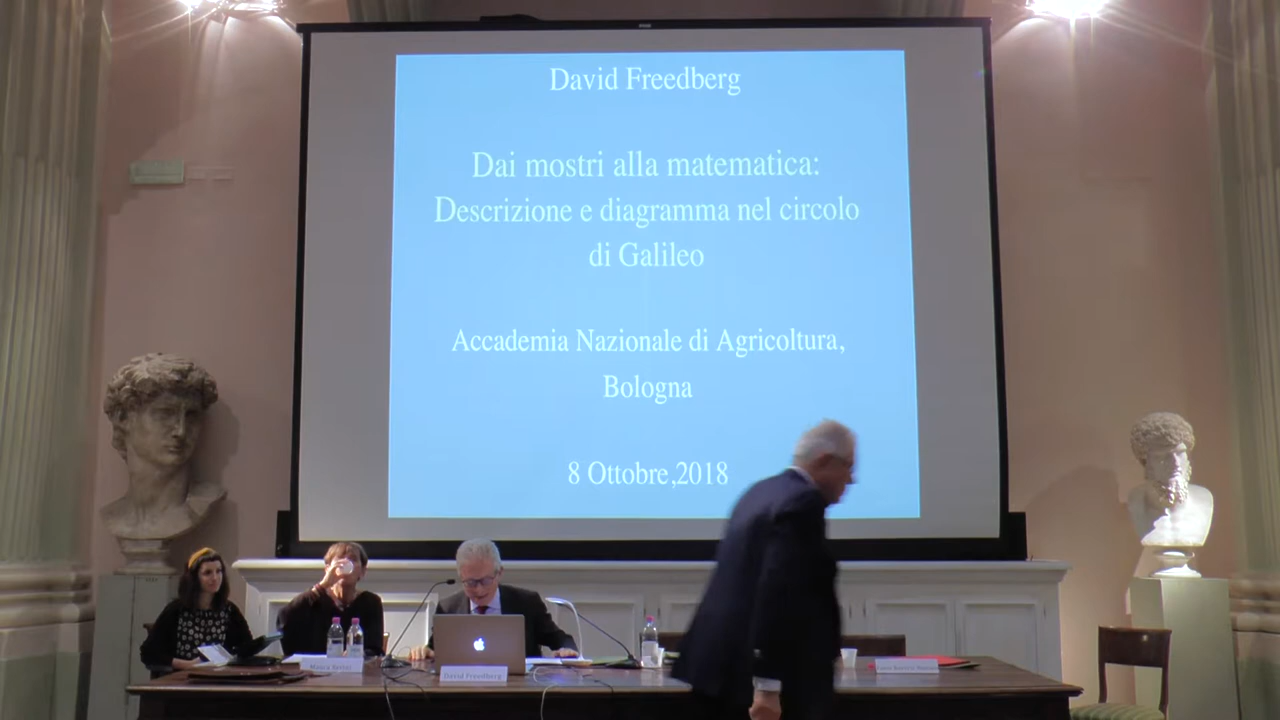 David Freedberg
Dai mostri alla matematica:
Descrizione e diagramma nel circolo
di Galileo
Accademia Nazionale di Agricoltura,
Bologna
8 Ottobre,2018
David Freedberg